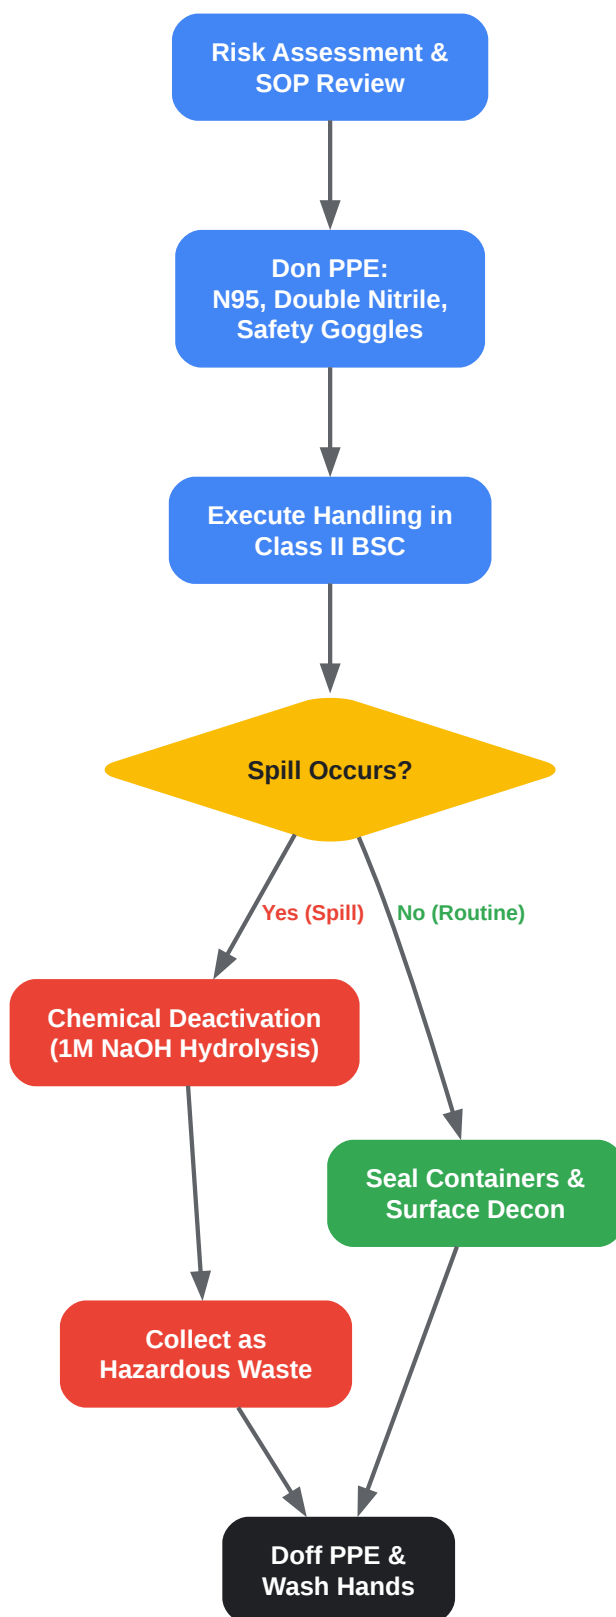 Risk Assessment &
SOP Review
Don PPE:
N95, Double Nitrile,
Safety Goggles
Execute Handling in
Class II BSC
Spill Occurs?
Yes (Spill)
No (Routine)
Chemical Deactivation
(1M NaOH Hydrolysis)
Seal Containers &
Surface Decon
Collect as
Hazardous Waste
Doff PPE &
Wash Hands